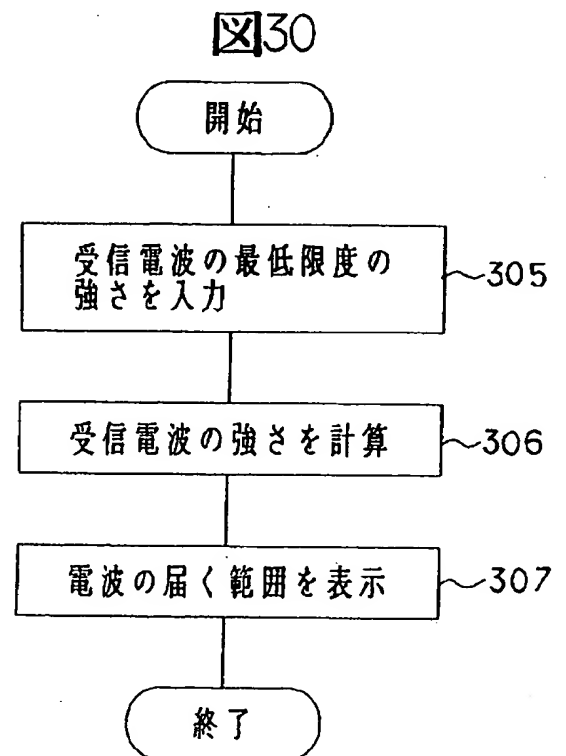 図30
開始
受信電波の最低限度の
強さを入力
305
受信電波の強さを計算
306
電波の届く範囲を表示
307
終了